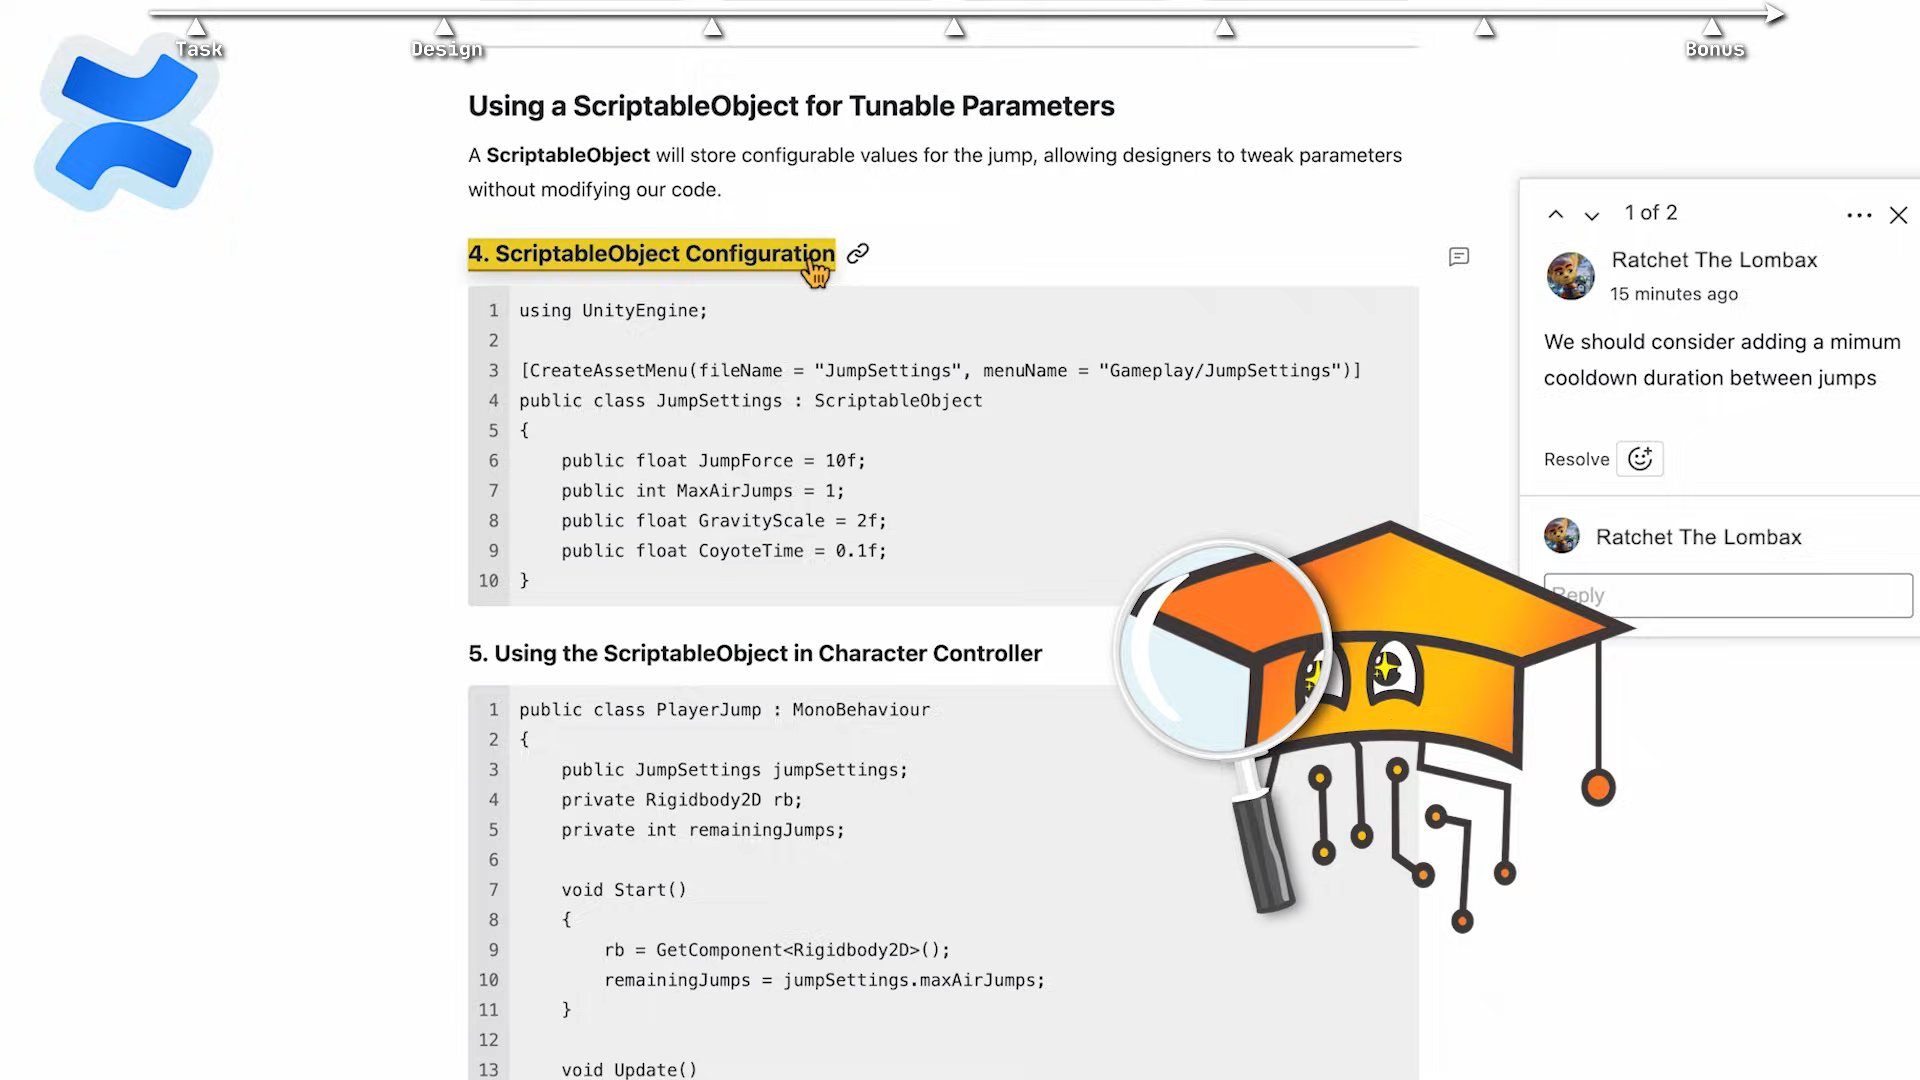 Task
Design
Bonus
Using a ScriptableObject for Tunable Parameters
A ScriptableObject will store configurable values for the jump, allowing designers to tweak parameters
without modifying our code.
4. ScriptableObject Configuration
1 using UnityEngine;
2
3 [CreateAssetMenu(fileName = "JumpSettings", menuName = "Gameplay/JumpSettings")]
4 public class JumpSettings : ScriptableObject
5 {
6 public float JumpForce = 10f;
7 public int MaxAirJumps = 1;
8 public float GravityScale = 2f;
9 public float CoyoteTime = 0.1f;
10 }
5. Using the ScriptableObject in Character Controller
1 public class PlayerJump : MonoBehaviour
2 {
3 public JumpSettings jumpSettings;
4 private Rigidbody2D rb;
5 private int remainingJumps;
6
7 void Start()
8 {
9 rb = GetComponent<Rigidbody2D>();
10 remainingJumps = jumpSettings.maxAirJumps;
11 }
12
13 void Update()
1 of 2
Ratchet The Lombax
15 minutes ago
We should consider adding a mimum
cooldown duration between jumps
Resolve
Ratchet The Lombax
Reply